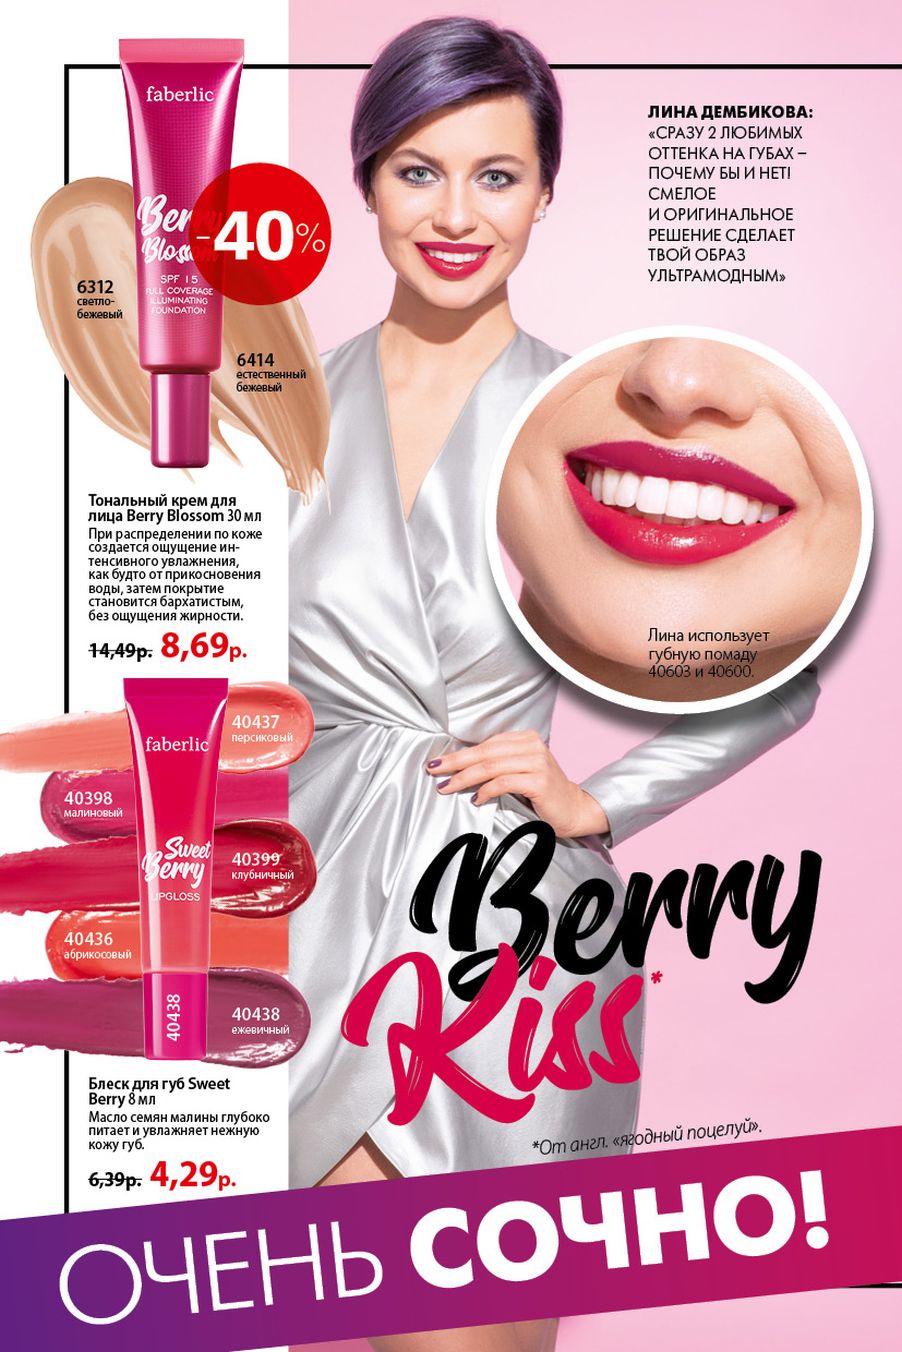 faberlic
Berry
Blossom
SPF 15
FULL COVERAGE
ILLUMINATING
FOUNDATION
-40%
6312
светло-
бежевый
6414
естественный
бежевый
ЛИНА ДЕМБИКОВА:
«СРАЗУ 2 ЛЮБИМЫХ
ОТТЕНКА НА ГУБАХ –
ПОЧЕМУ БЫ И НЕТ!
СМЕЛОЕ
И ОРИГИНАЛЬНОЕ
РЕШЕНИЕ СДЕЛАЕТ
ТВОЙ ОБРАЗ
УЛЬТРАМОДНЫМ»
Тональный крем для
лица Berry Blossom 30 мл
При распределении по коже
создается ощущение ин-
тенсивного увлажнения,
как будто от прикосновения
воды, затем покрытие
становится бархатистым,
без ощущения жирности.
14,49р. 8,69р.
Лина использует
губную помаду
40603 и 40600.
faberlic
Sweet
Berry
LIPGLOSS
40438
40437
персиковый
40398
малиновый
40399
клубничный
40436
абрикосовый
40438
ежевичный
Berry
Kiss*
*От англ. «ягодный поцелуй».
Блеск для губ Sweet
Berry 8 мл
Масло семян малины глубоко
питает и увлажняет нежную
кожу губ.
6,39р. 4,29р.
ОЧЕНЬ СОЧНО!